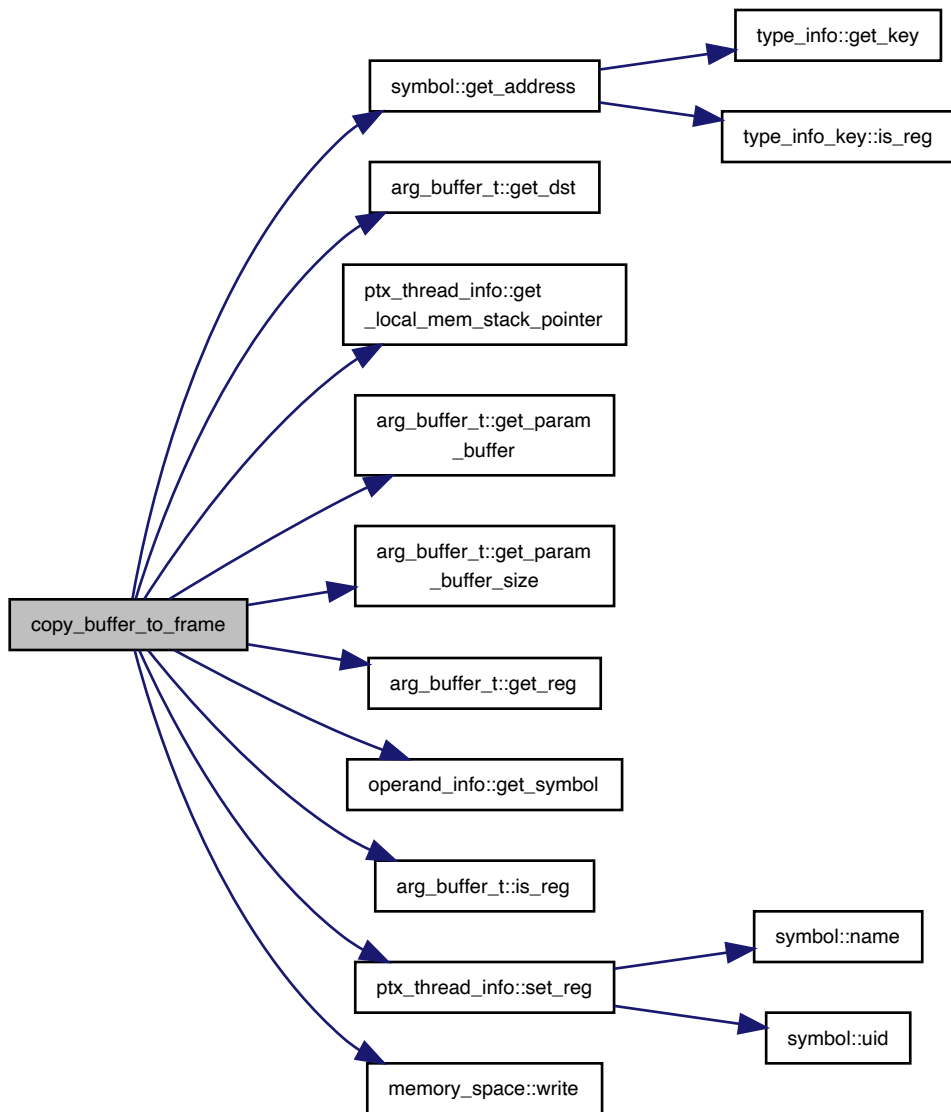 type_info::get_key
symbol::get_address
type_info_key::is_reg
arg_buffer_t::get_dst
ptx_thread_info::get
_local_mem_stack_pointer
arg_buffer_t::get_param
_buffer
arg_buffer_t::get_param
_buffer_size
copy_buffer_to_frame
arg_buffer_t::get_reg
operand_info::get_symbol
arg_buffer_t::is_reg
symbol::name
ptx_thread_info::set_reg
symbol::uid
memory_space::write